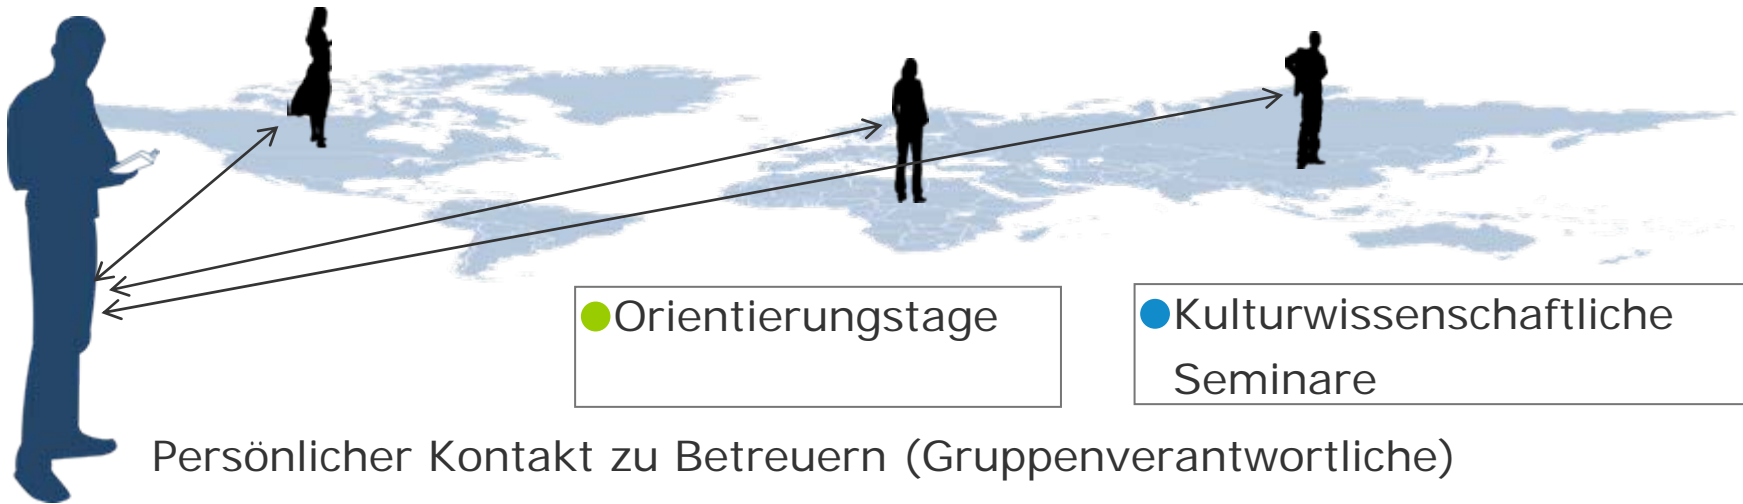 Orientierungstage
Kulturwissenschaftliche
Seminare
Persönlicher Kontakt zu Betreuern (Gruppenverantwortliche)